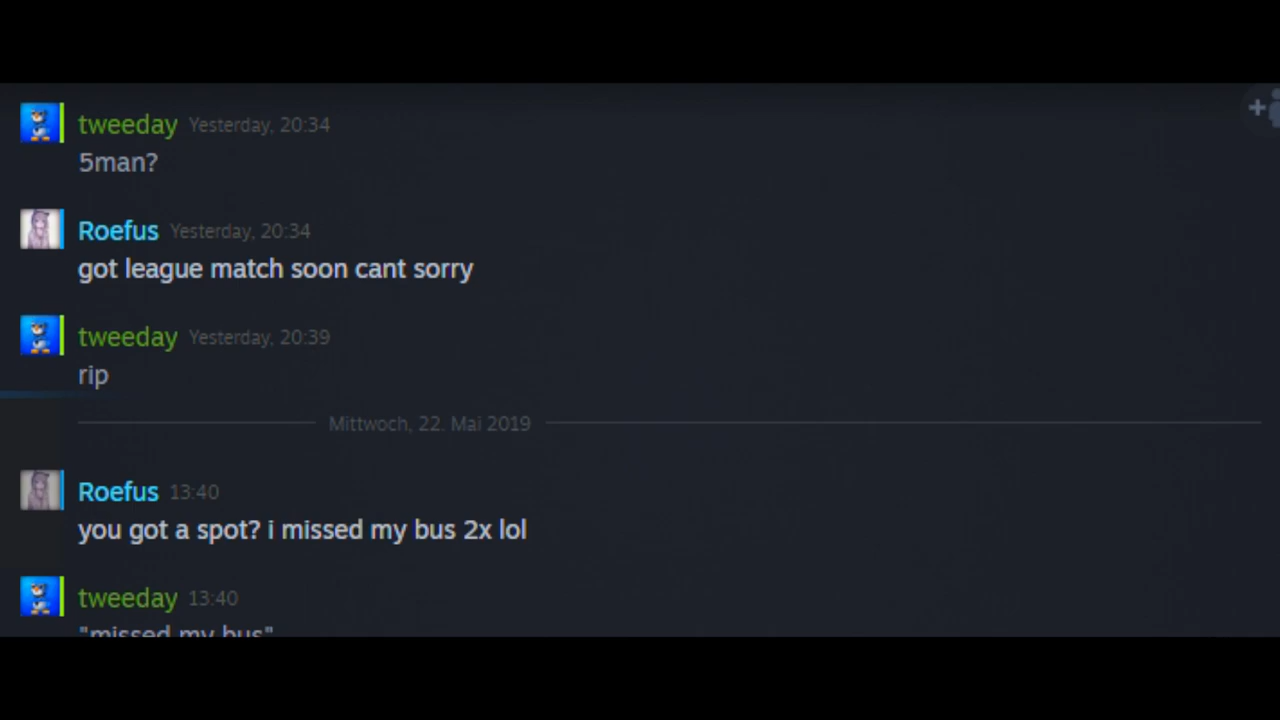 tweeday Yesterday, 20:34
5man?
Roefus Yesterday, 20:34
got league match soon cant sorry
tweeday Yesterday, 20:39
rip
Mittwoch, 22. Mai 2019
Roefus 13:40
you got a spot? i missed my bus 2x lol
tweeday 13:40
"missed my bus"